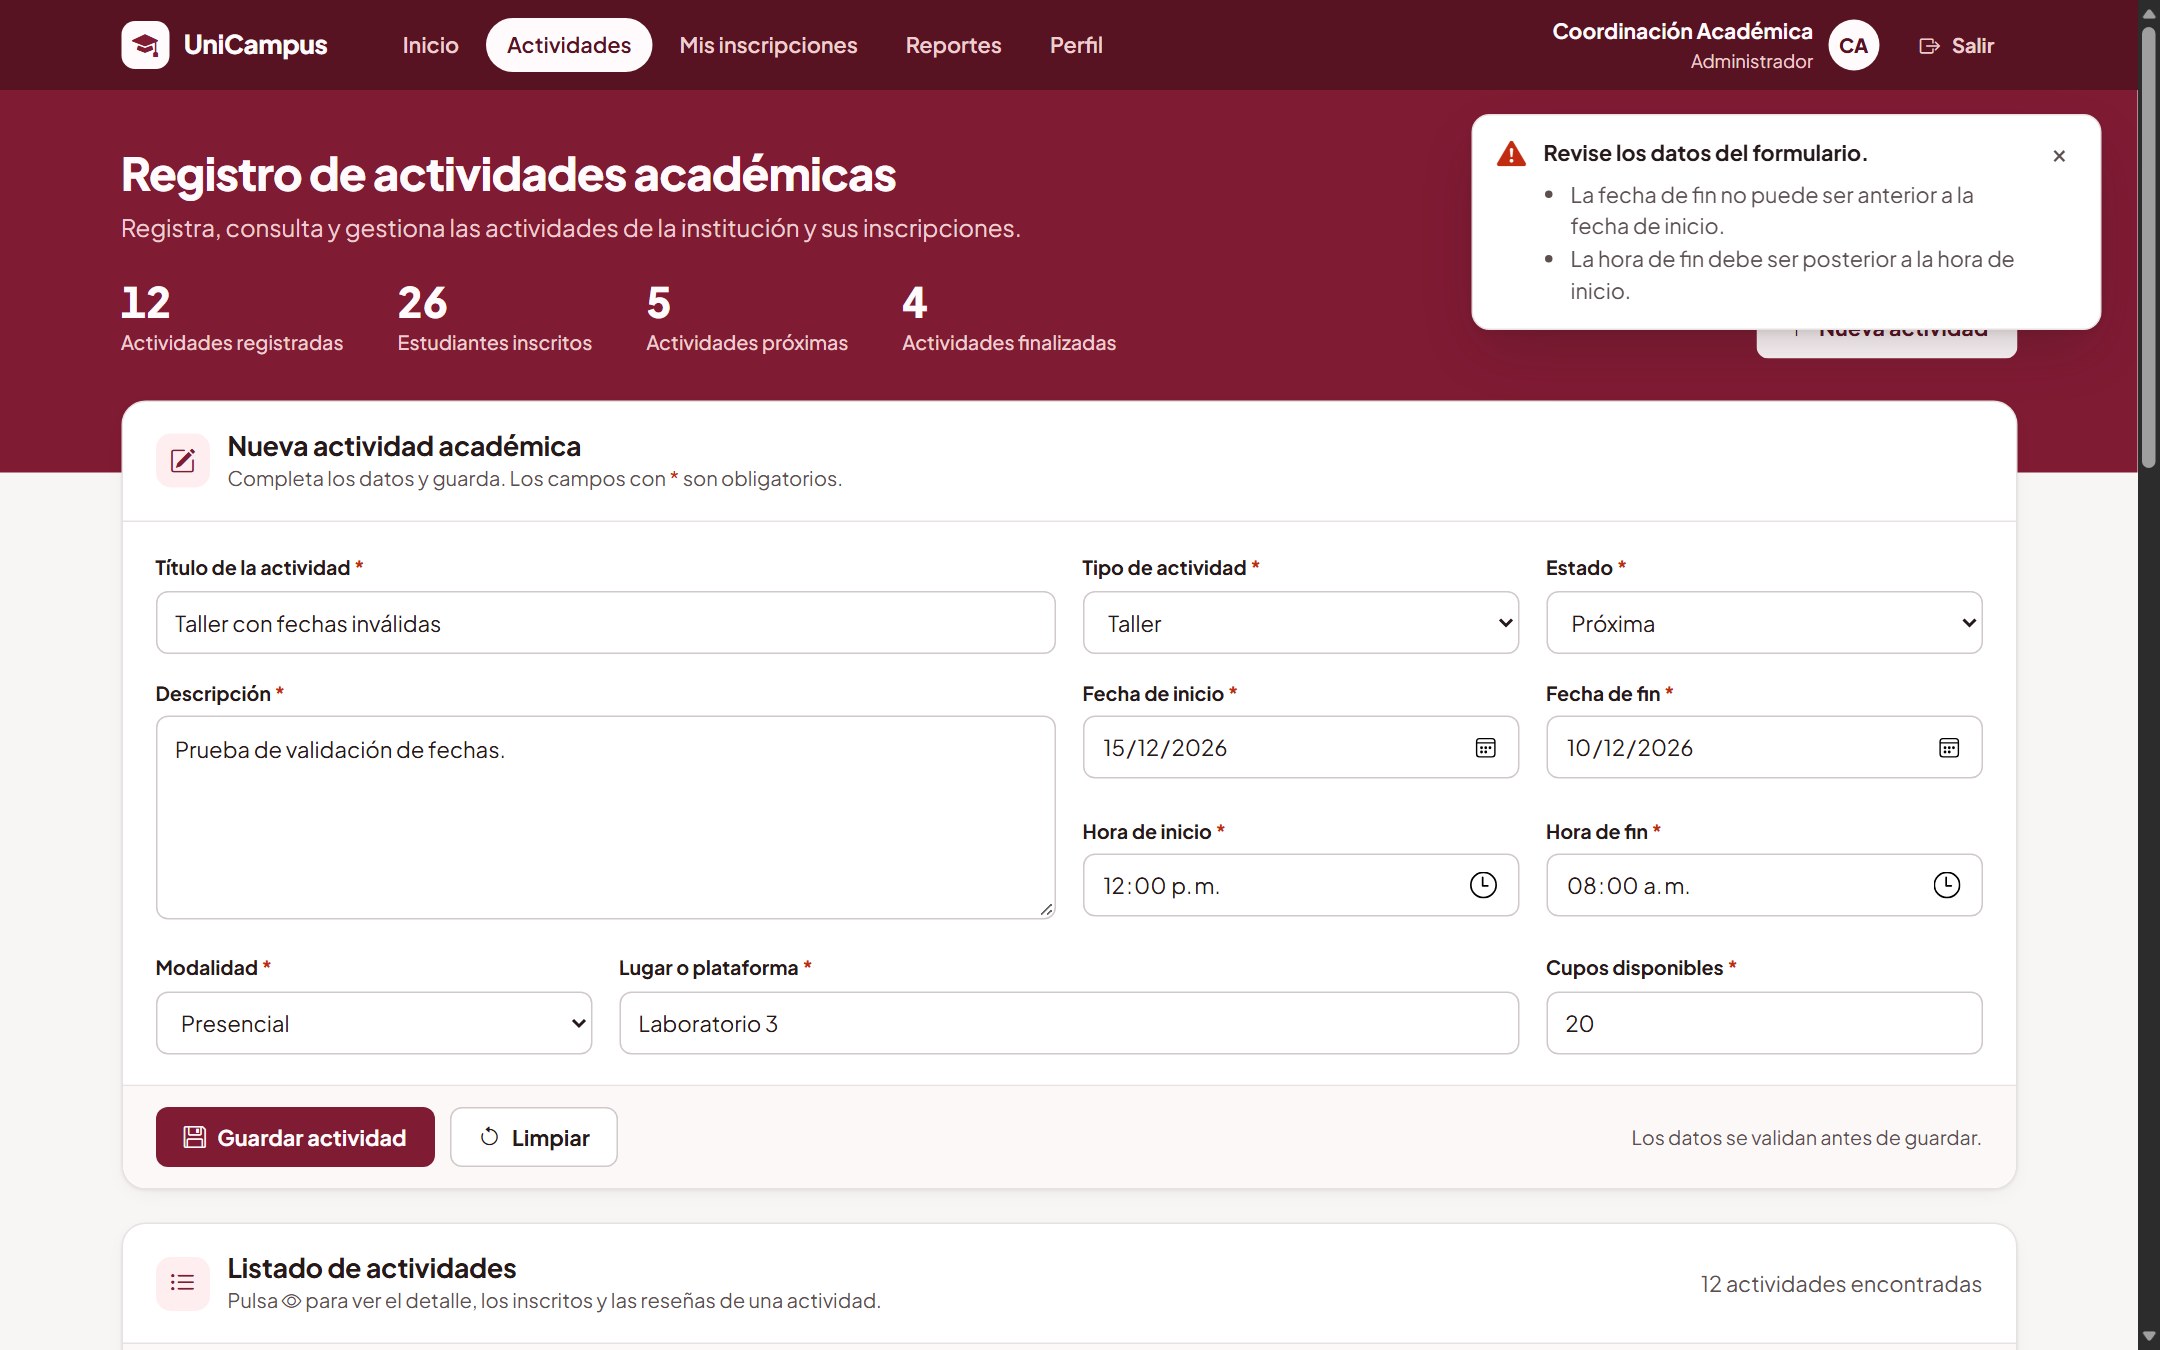 UniCampus
Inicio
Actividades
Mis inscripciones
Reportes
Perfil
Coordinación Académica
Administrador
CA
Salir
Registro de actividades académicas
Registra, consulta y gestiona las actividades de la institución y sus inscripciones.
12
Actividades registradas
26
Estudiantes inscritos
5
Actividades próximas
4
Actividades finalizadas
Revise los datos del formulario.
×
• La fecha de fin no puede ser anterior a la
fecha de inicio.
• La hora de fin debe ser posterior a la hora de
inicio.
Nueva actividad
Nueva actividad académica
Completa los datos y guarda. Los campos con * son obligatorios.
Título de la actividad *
Taller con fechas inválidas
Tipo de actividad *
Taller
Estado *
Próxima
Descripción *
Prueba de validación de fechas.
Fecha de inicio *
15/12/2026
Fecha de fin *
10/12/2026
Hora de inicio *
12:00 p.m.
Hora de fin *
08:00 a.m.
Modalidad *
Presencial
Lugar o plataforma *
Laboratorio 3
Cupos disponibles *
20
Guardar actividad
Limpiar
Los datos se validan antes de guardar.
Listado de actividades
Pulsa para ver el detalle, los inscritos y las reseñas de una actividad.
12 actividades encontradas